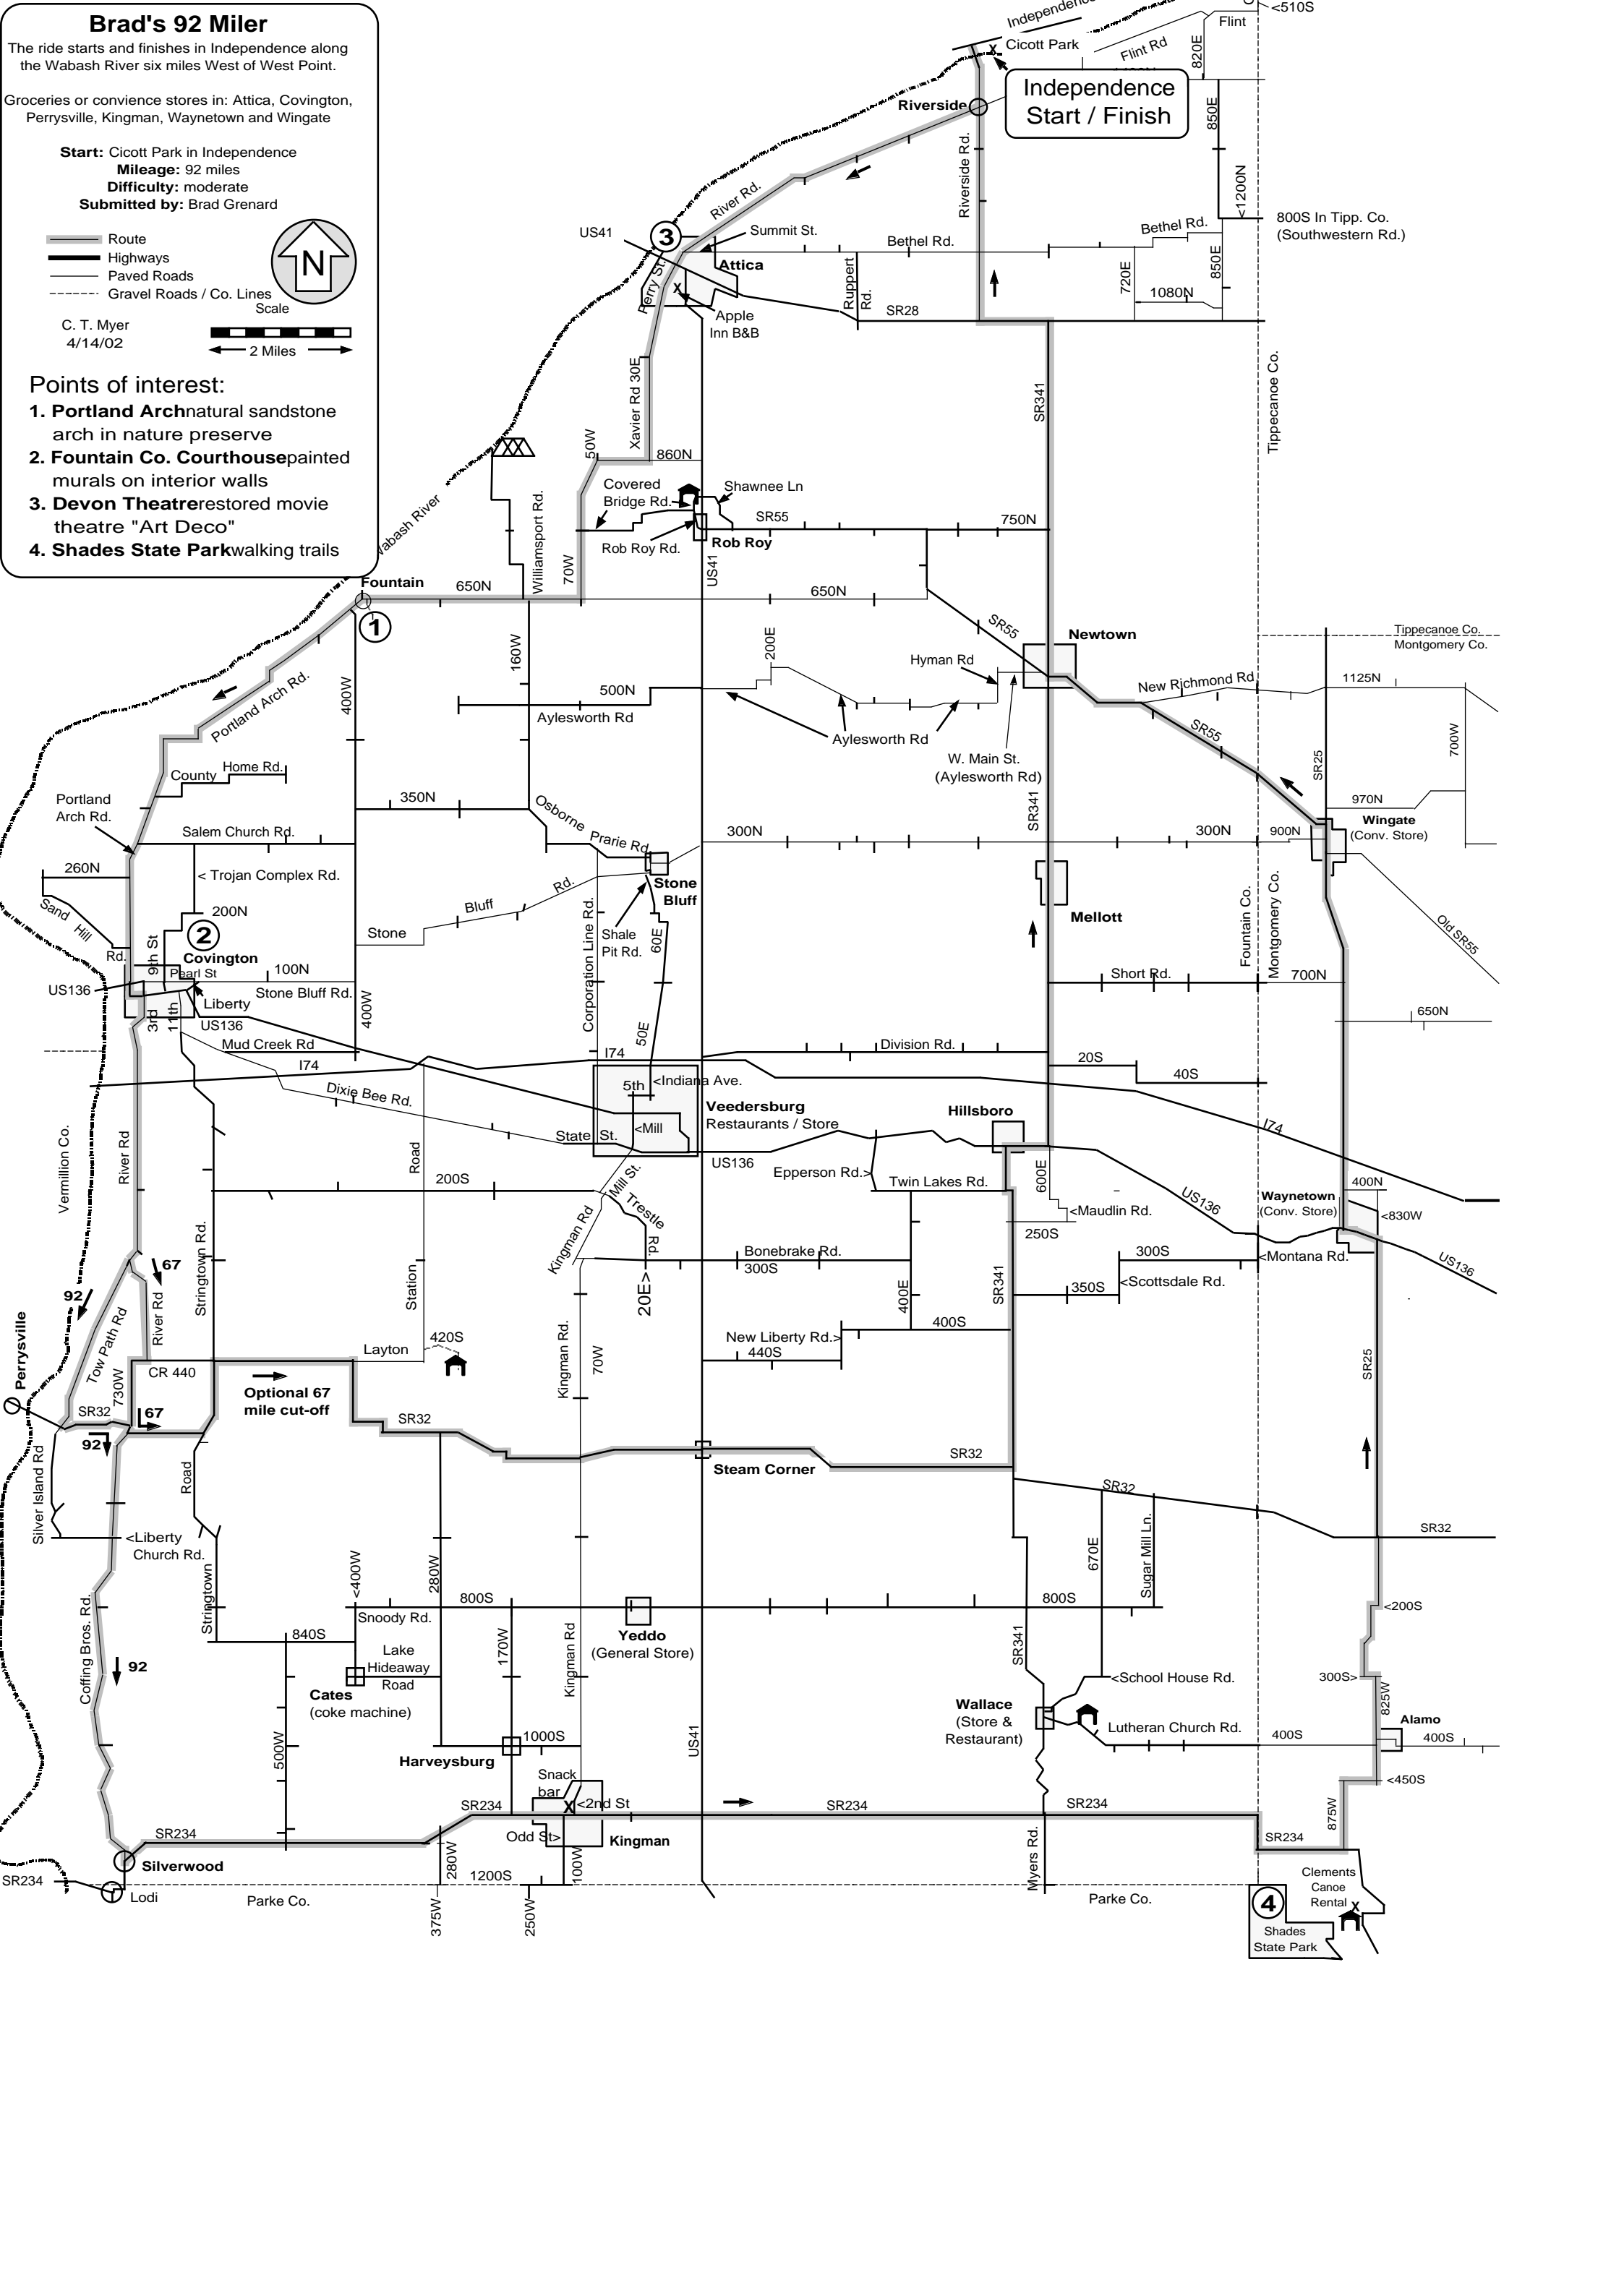 Brad's 92 Miler
The ride starts and finishes in Independence along
the Wabash River six miles West of West Point.
Groceries or convience stores in: Attica, Covington,
Perrysville, Kingman, Waynetown and Wingate
Start: Cicott Park in Independence
Mileage: 92 miles
Difficulty: moderate
Submitted by: Brad Grenard
Route
Highways
Paved Roads
Gravel Roads / Co. Lines
N
Scale
2 Miles
C. T. Myer
4/14/02
Points of interest:
1. Portland Archnatural sandstone
arch in nature preserve
2. Fountain Co. Courthousepainted
murals on interior walls
3. Devon Theatrerestored movie
theatre "Art Deco"
4. Shades State Parkwalking trails
Independence
Cicott Park
Flint Rd
Flint
<510S
820E
Independence
Start / Finish
Riverside
850E
<1200N
800S In Tipp. Co.
(Southwestern Rd.)
River Rd.
Riverside Rd.
US41
3
Summit St.
Bethel Rd.
Bethel Rd.
Attica
Perry St.
X
Ruppert
Rd.
720E
850E
1080N
SR28
Apple
Inn B&B
Xavier Rd 30E
SR341
Tippecanoe Co.
50W
860N
Covered
Bridge Rd.
Shawnee Ln
SR55
750N
Rob Roy Rd.
Rob Roy
Wabash River
Williamsport Rd.
70W
US41
Fountain
650N
650N
1
SR55
Newtown
Tippecanoe Co.
Montgomery Co.
160W
200E
Hyman Rd
400W
500N
Aylesworth Rd
Aylesworth Rd
W. Main St.
(Aylesworth Rd)
New Richmond Rd
1125N
700W
Portland Arch Rd.
SR55
SR25
County
Home Rd.
Portland
Arch Rd.
350N
Osborne
Prarie Rd.
970N
Wingate
(Conv. Store)
Salem Church Rd.
300N
SR341
300N
900N
260N
< Trojan Complex Rd.
Stone
Bluff
Sand
Hill
Rd.
200N
Bluff
Rd.
Stone
Mellott
Old SR55
2
9th St
Covington
Pearl St
100N
Stone Bluff Rd.
Shale
Pit Rd.
60E
Corporation Line Rd.
Fountain Co.
Montgomery Co.
Short Rd.
700N
US136
Liberty
US136
3rd
11th
400W
650N
50E
Mud Creek Rd
I74
I74
Division Rd.
20S
40S
Dixie Bee Rd.
5th
<Indiana Ave.
Veedersburg
Restaurants / Store
<Mill
State
St.
Hillsboro
I74
Vermillion Co.
River Rd
Road
US136
Epperson Rd.>
Twin Lakes Rd.
600E
200S
Mill St.
Trestle
Rd.
<Maudlin Rd.
250S
US136
Waynetown
(Conv. Store)
400N
<830W
Kingman Rd
Bonebrake Rd.
300S
300S
<Montana Rd.
US136
67
92
Stringtown Rd.
Station
20E>
400E
SR341
<Scottsdale Rd.
350S
Perrysville
Tow Path Rd
River Rd
420S
Layton
Kingman Rd.
70W
New Liberty Rd.>
400S
440S
SR25
730W
CR 440
Optional 67
mile cut-off
SR32
67
92
SR32
Steam Corner
SR32
SR32
SR32
Silver Island Rd
Road
<Liberty
Church Rd.
<400W
280W
670E
Sugar Mill Ln.
Coffing Bros. Rd.
Stringtown
800S
Snoody Rd.
800S
<200S
840S
Lake
Hideaway
Road
170W
Kingman Rd
Yeddo
(General Store)
SR341
92
Cates
(coke machine)
<School House Rd.
300S>
825W
Wallace
(Store &
Restaurant)
Lutheran Church Rd.
400S
Alamo
400S
500W
Harveysburg
1000S
US41
Snack
bar
X
<2nd St
<450S
SR234
SR234
SR234
875W
SR234
SR234
Odd St>
Kingman
Silverwood
280W
100W
Myers Rd.
1200S
SR234
Lodi
Parke Co.
Parke Co.
375W
250W
Clements
Canoe
Rental
X
4
Shades
State Park